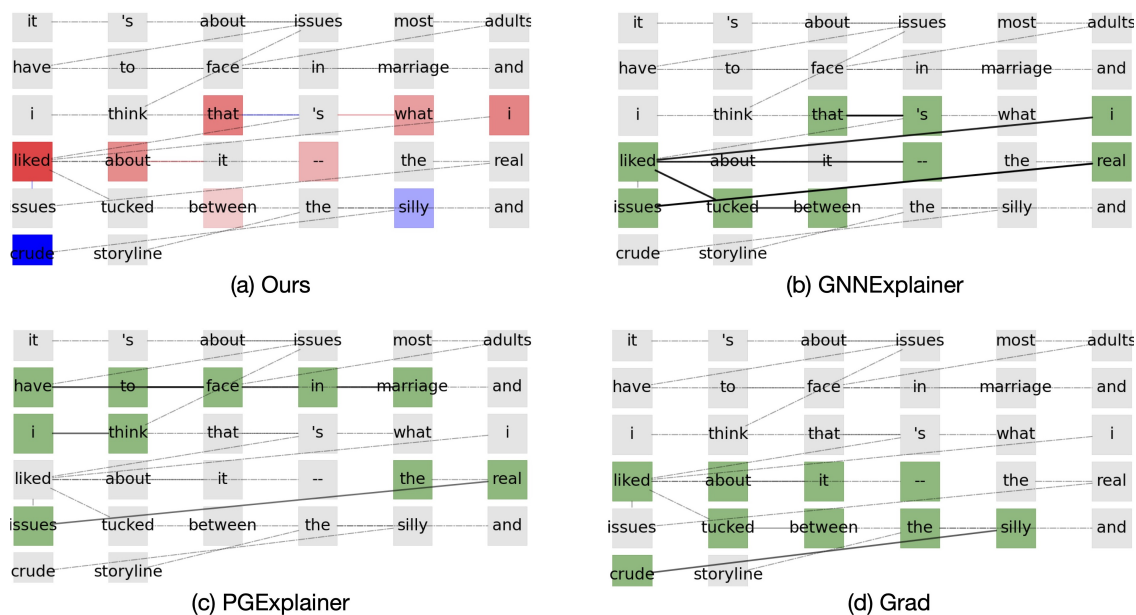 it 's about issues most adults
have to face in marriage and
i think that 's what i
liked about it -- the real
ssues tucked between the silly and
crude storyline
(a) Ours
it 's about issues most adults
have to face in marriage and
i think that 's what i
liked about it -- the real
issues tucked between the silly and
crude storyline
(b) GNNExplainer
it 's about issues most adults
have to face in marriage and
i think that 's what i
liked about it -- the real
issues tucked between the silly and
crude storyline
(c) PGExplainer
it 's about issues most adults
have to face in marriage and
i think that 's what i
liked about it -- the real
issues tucked between the silly and
crude storyline
(d) Grad